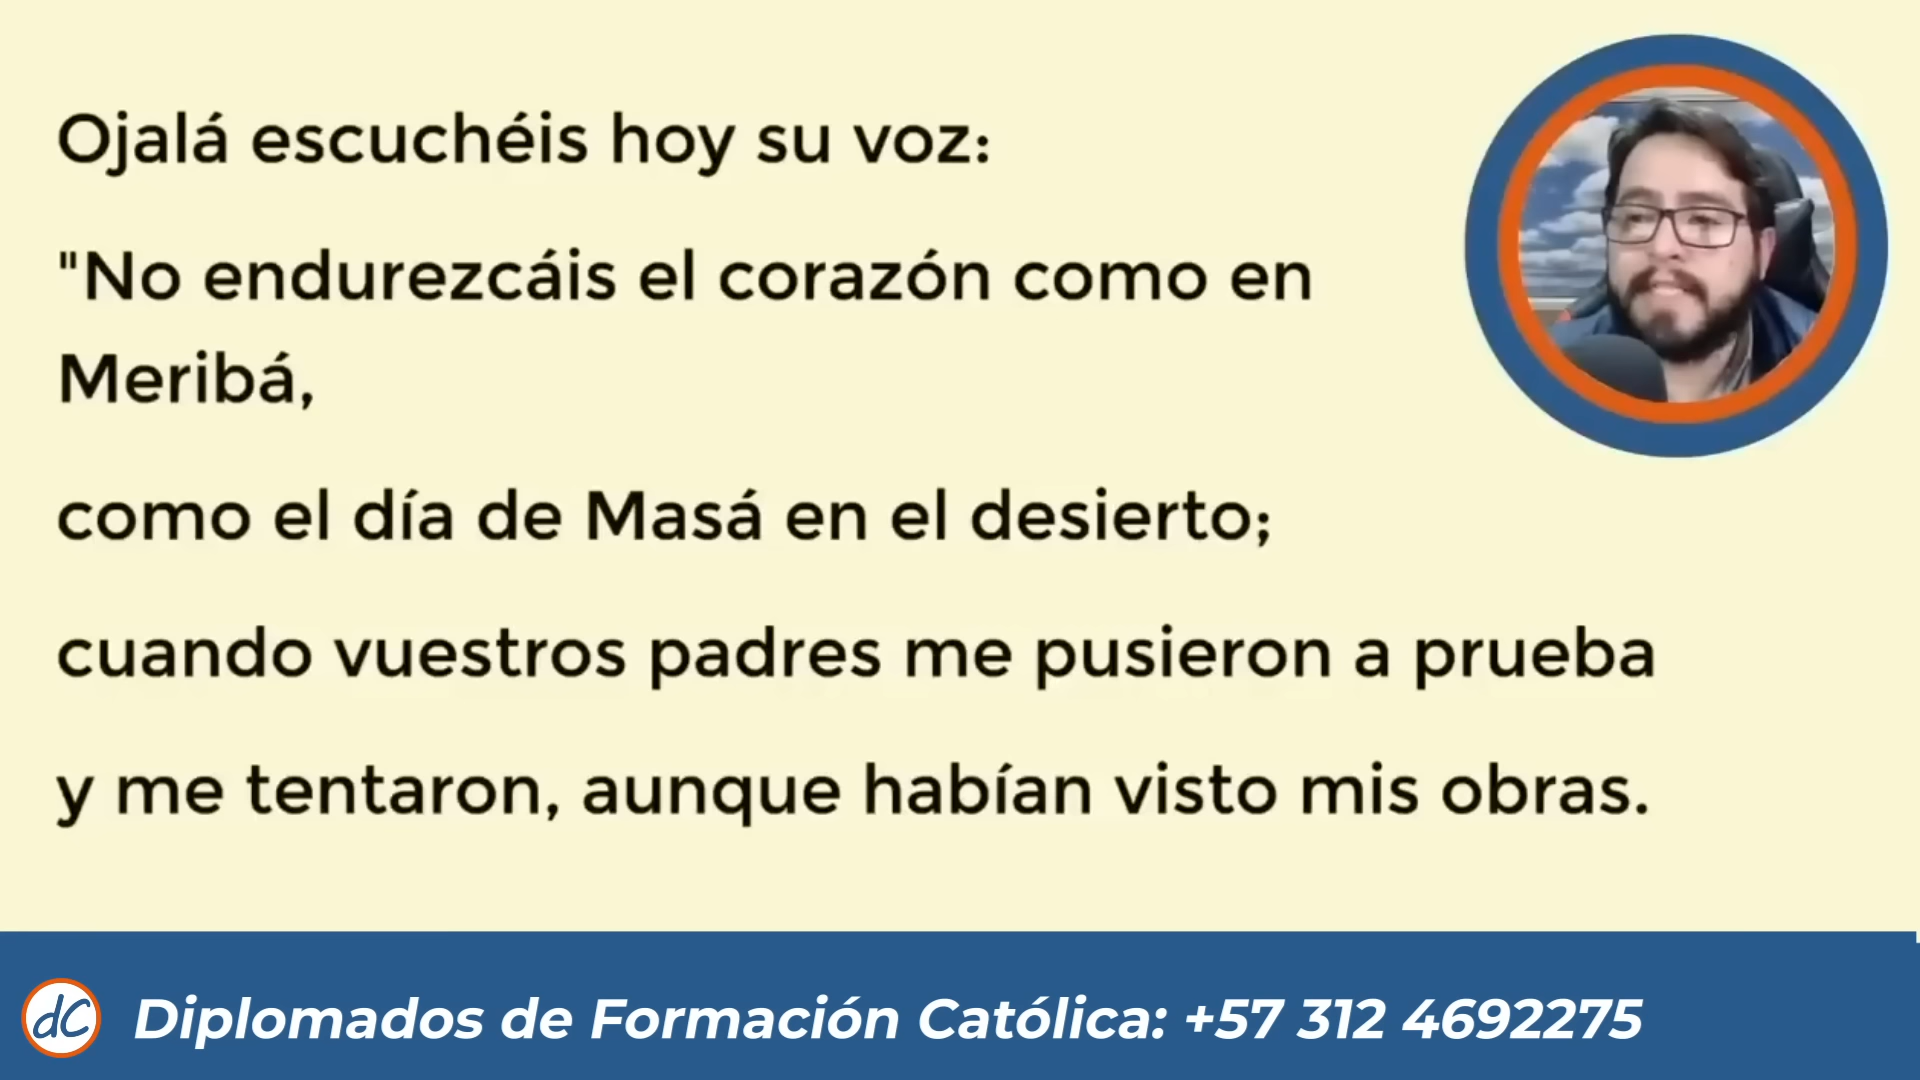 Ojalá escuchéis hoy su voz:
"No endurezcáis el corazón como en
Meribá,
como el día de Masá en el desierto;
cuando vuestros padres me pusieron a prueba
y me tentaron, aunque habían visto mis obras.
dC Diplomados de Formación Católica: +57 312 4692275